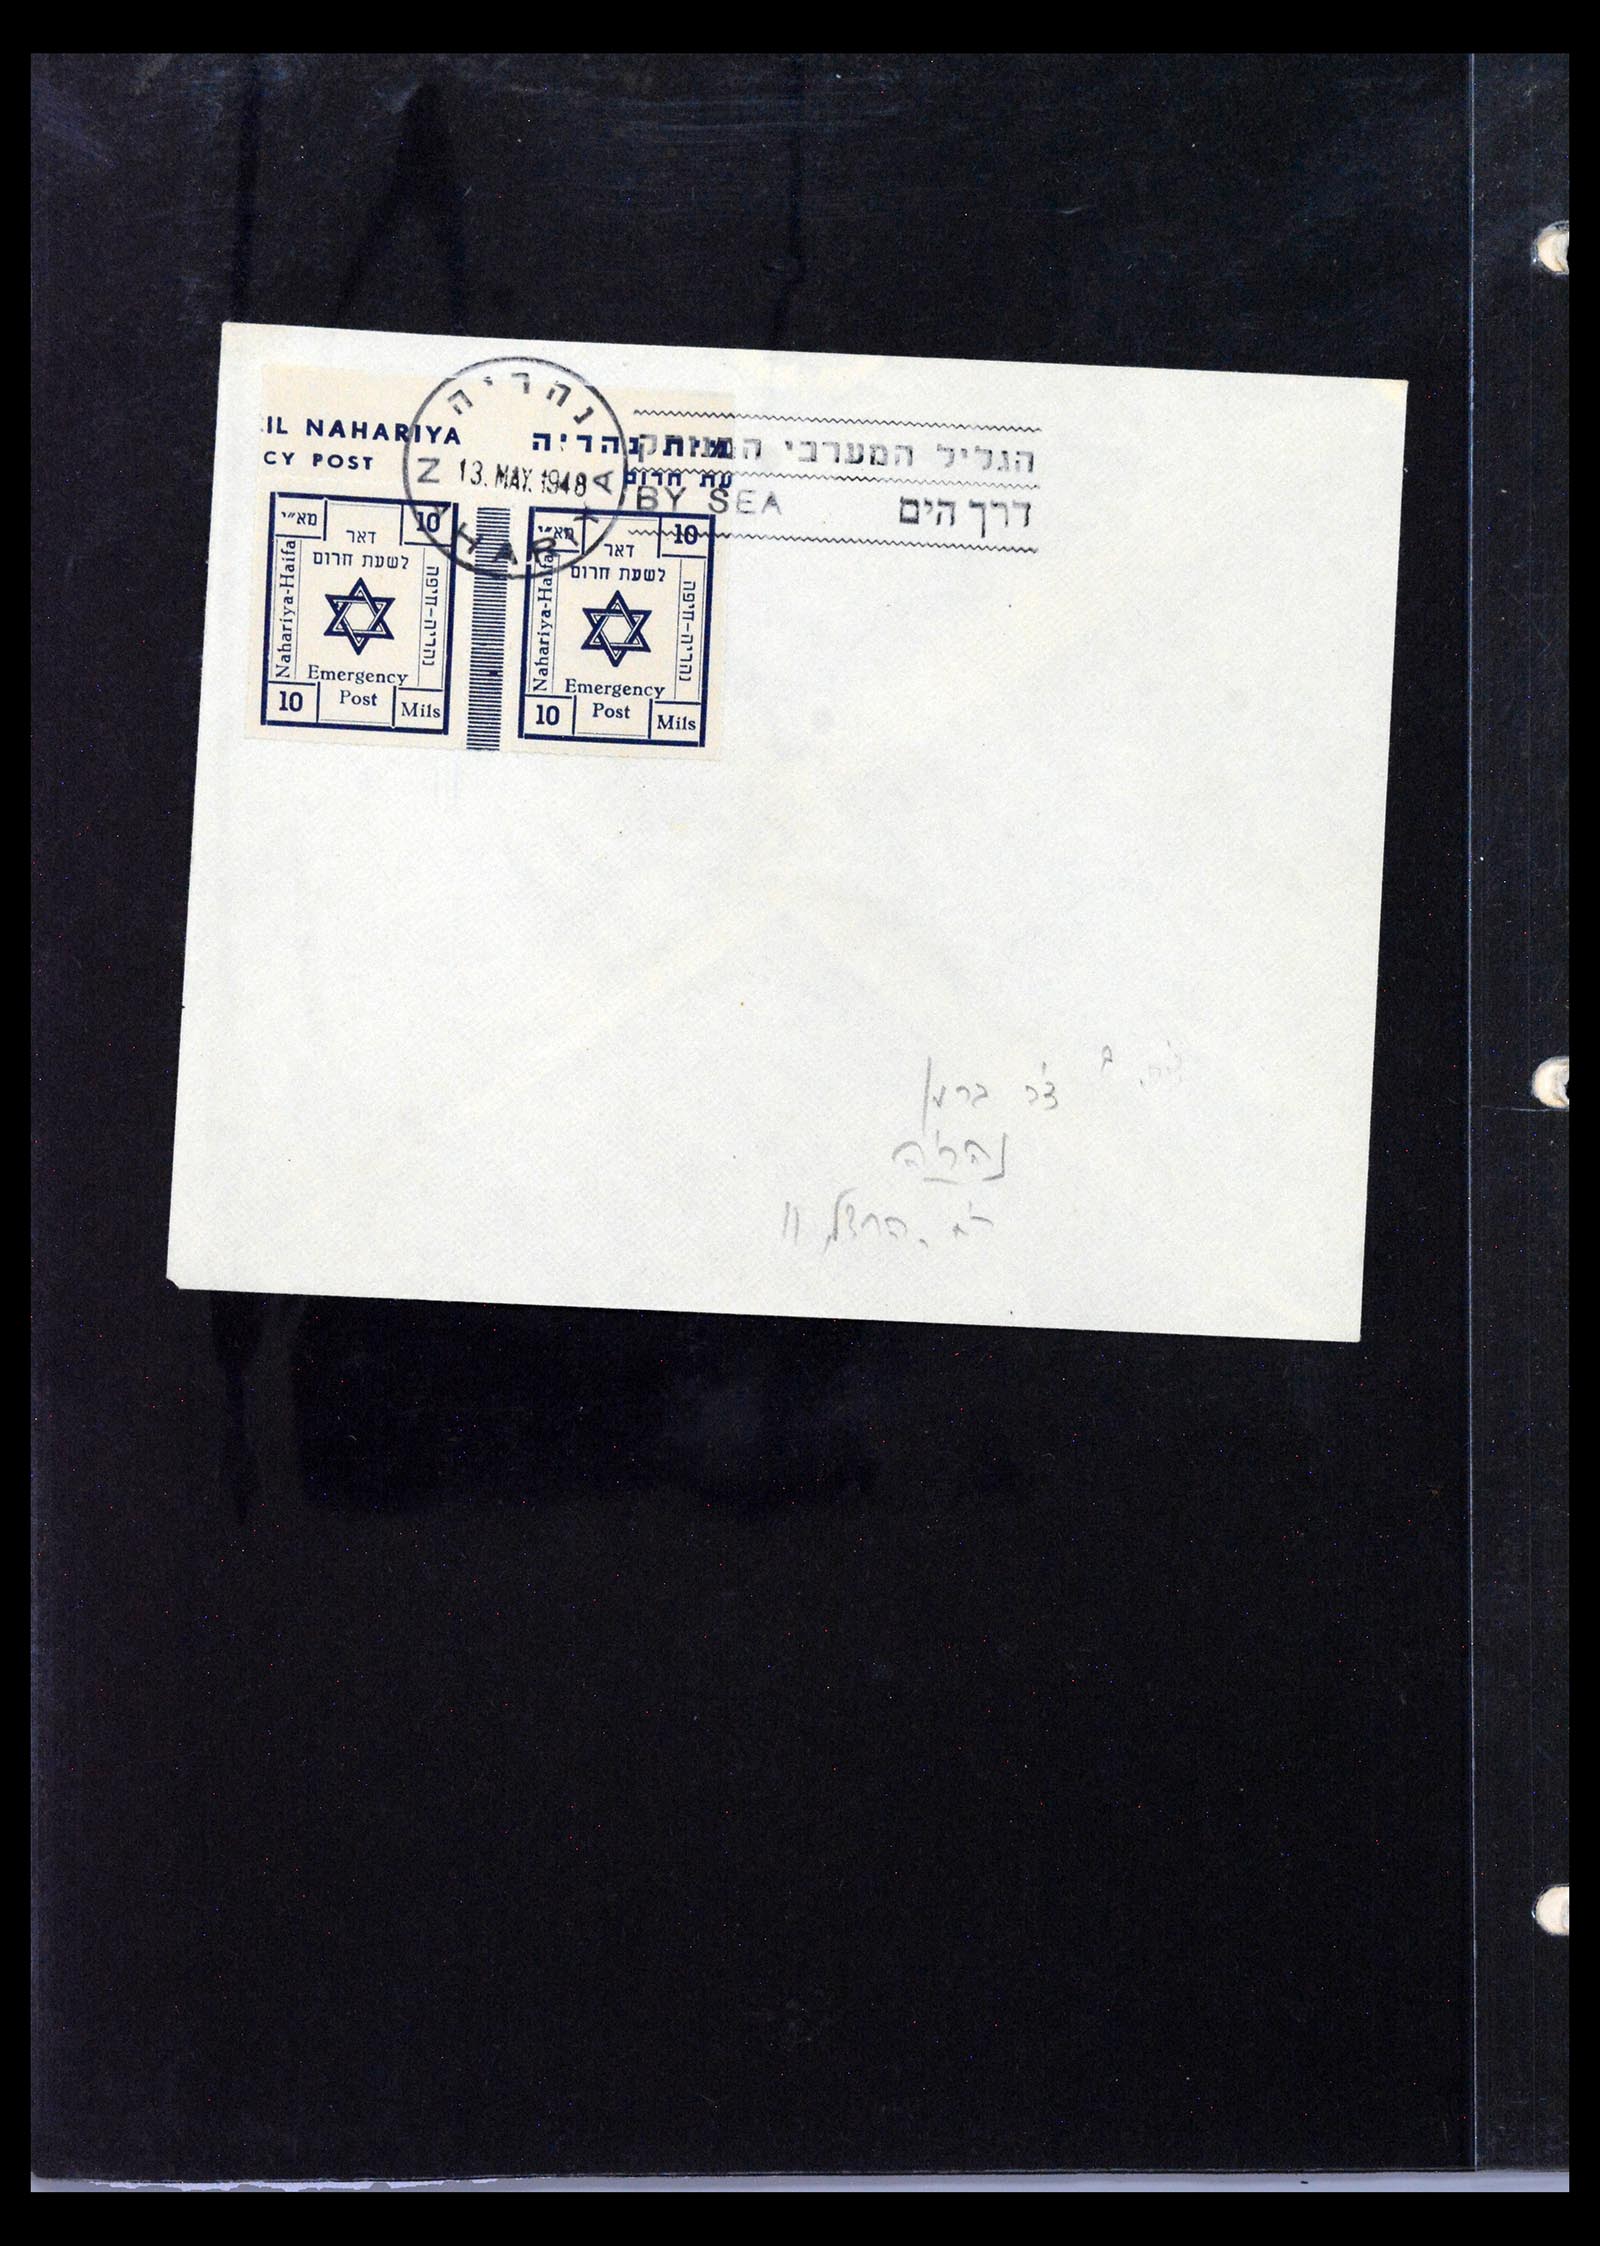 IL NAHARIYA
CY POST
נהריה
עת חרום
נהריה
13. MAY. 1948
NAHARIYA
הגליל המערבי המנותק
BY SEA דרך הים
מא"י
10
דאר
לשעת חרום
Nahariya-Haifa
נהריה-חיפה
Emergency
Post
10
Mils
מא"י
10
דאר
לשעת חרום
Nahariya-Haifa
נהריה-חיפה
Emergency
Post
10
Mils
נהריה